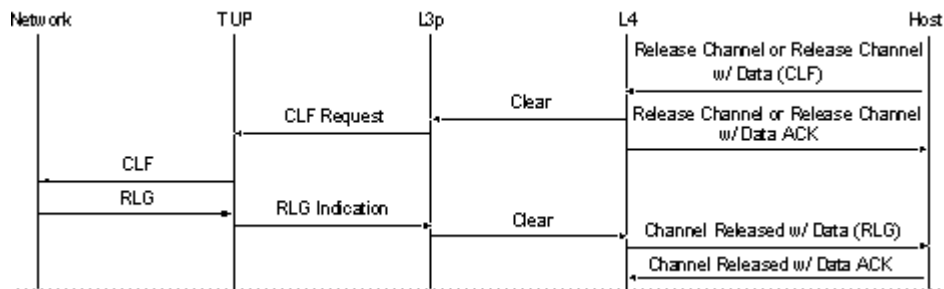 Network TUP L3p L4 Host
Release Channel or Release Channel
w/ Data (CLF)
Clear
CLF Request
Release Channel or Release Channel
w/ Data ACK
CLF
RLG
RLG Indication
Clear
Channel Released w/ Data (RLG)
Channel Released w/ Data ACK